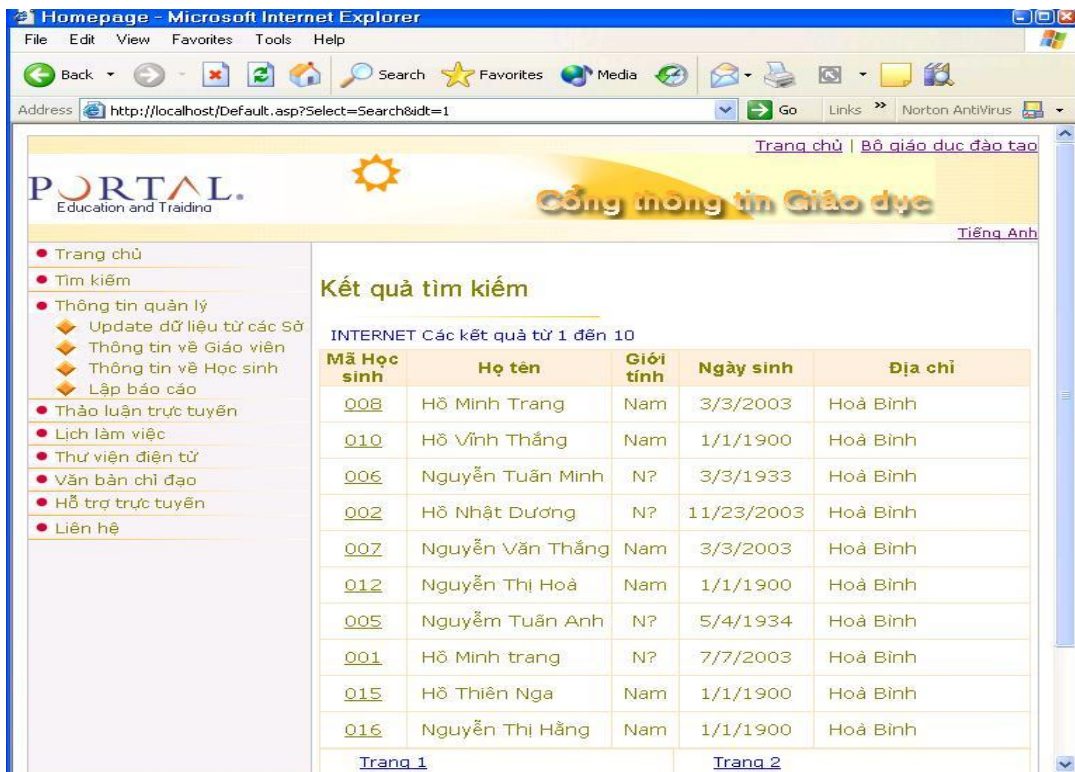 Homepage - Microsoft Internet Explorer
File Edit View Favorites Tools Help
Back Search Favorites Media
Address http://localhost/Default.asp?Select=Search&idt=1 Go Links » Norton AntiVirus
Trang chủ | Bộ giáo dục đào tạo
PORTAL.
Education and Traiding
Cổng thông tin Giáo dục
Tiếng Anh
Trang chủ
Tìm kiếm
Thông tin quản lý
Update dữ liệu từ các Sở
Thông tin về Giáo viên
Thông tin về Học sinh
Lập báo cáo
Thảo luận trực tuyến
Lịch làm việc
Thư viện điện tử
Văn bản chỉ đạo
Hỗ trợ trực tuyến
Liên hệ
Kết quả tìm kiếm
INTERNET Các kết quả từ 1 đến 10
Mã Học sinh Họ tên Giới tính Ngày sinh Địa chỉ
008 Hồ Minh Trang Nam 3/3/2003 Hoà Bình
010 Hồ Vĩnh Thắng Nam 1/1/1900 Hoà Bình
006 Nguyễn Tuấn Minh N? 3/3/1933 Hoà Bình
002 Hồ Nhật Dương N? 11/23/2003 Hoà Bình
007 Nguyễn Văn Thắng Nam 3/3/2003 Hoà Bình
012 Nguyễn Thị Hoà Nam 1/1/1900 Hoà Bình
005 Nguyễm Tuấn Anh N? 5/4/1934 Hoà Bình
001 Hồ Minh trang N? 7/7/2003 Hoà Bình
015 Hồ Thiên Nga Nam 1/1/1900 Hoà Bình
016 Nguyễn Thị Hằng Nam 1/1/1900 Hoà Bình
Trang 1 Trang 2